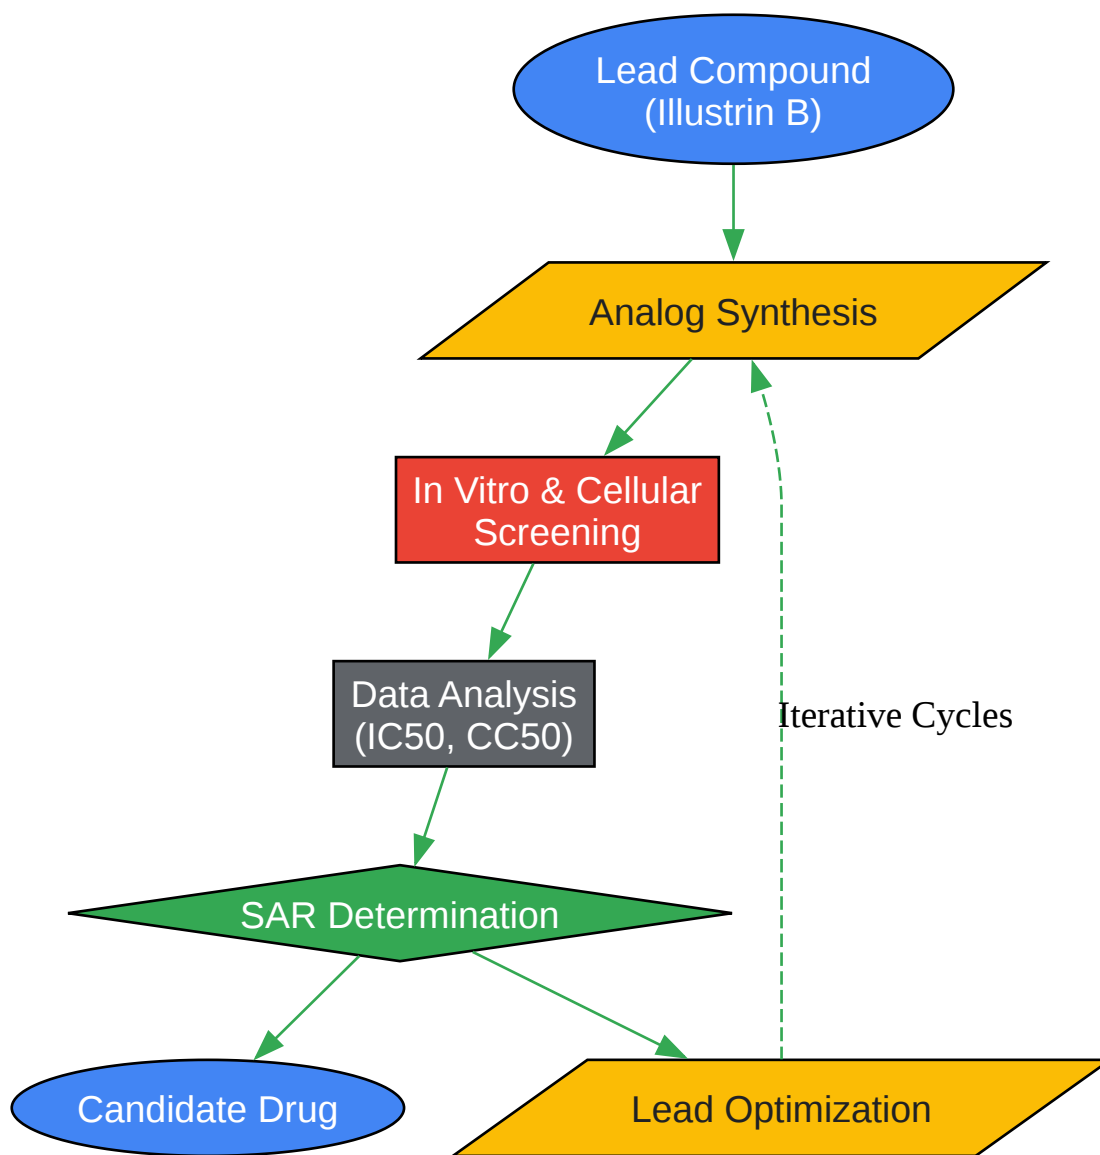 Lead Compound
(Illustrin B)
Analog Synthesis
In Vitro & Cellular
Screening
Data Analysis
(IC50, CC50)
Iterative Cycles
SAR Determination
Candidate Drug
Lead Optimization